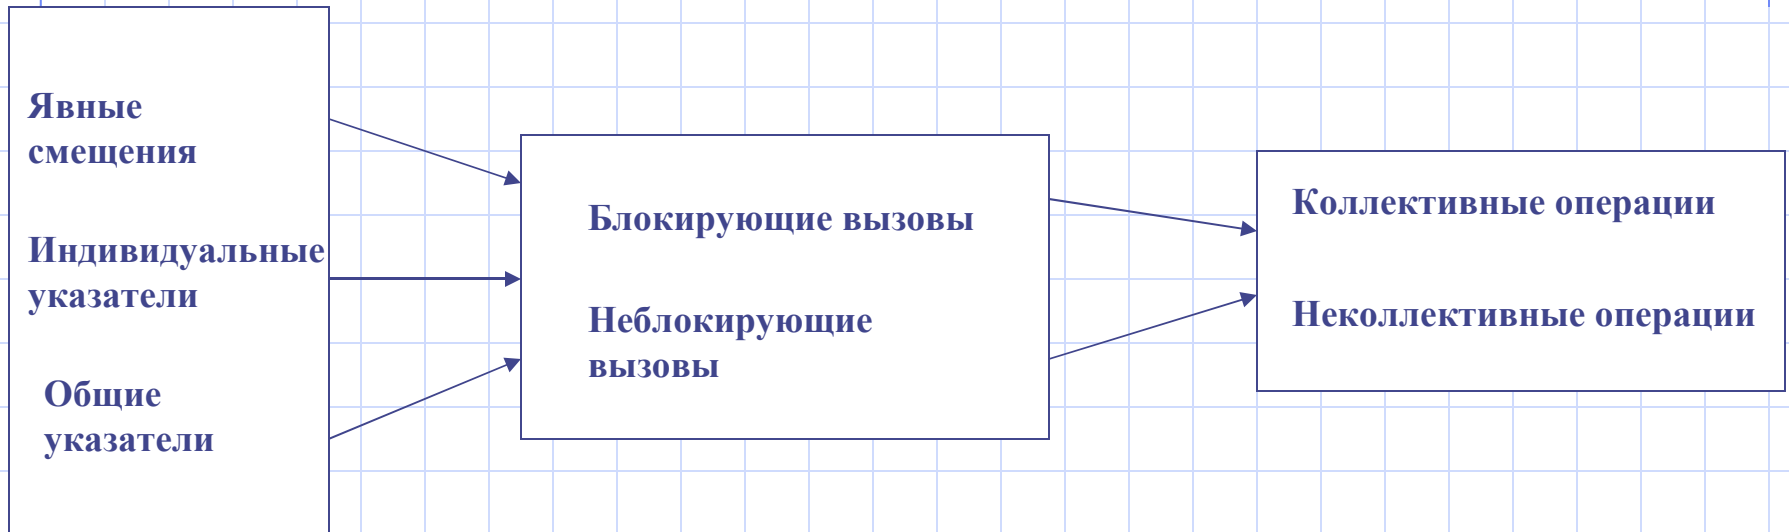 Явные
смещения
Индивидуальные
указатели
Общие
указатели
Блокирующие вызовы
Неблокирующие
вызовы
Коллективные операции
Неколлективные операции